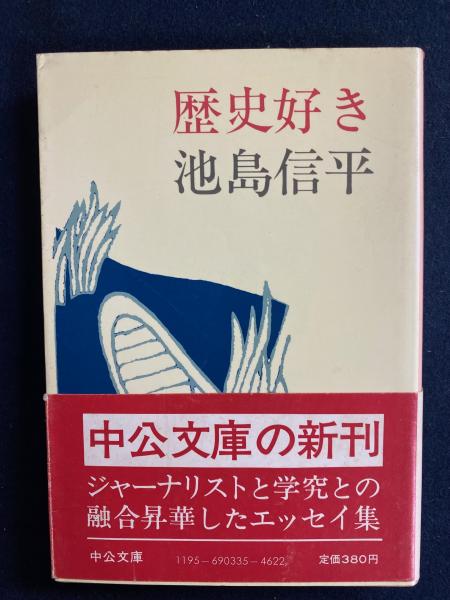 歴史好き
池島信平
中公文庫の新刊
ジャーナリストと学究との
融合昇華したエッセイ集
中公文庫 1195-690335-4622 定価380円